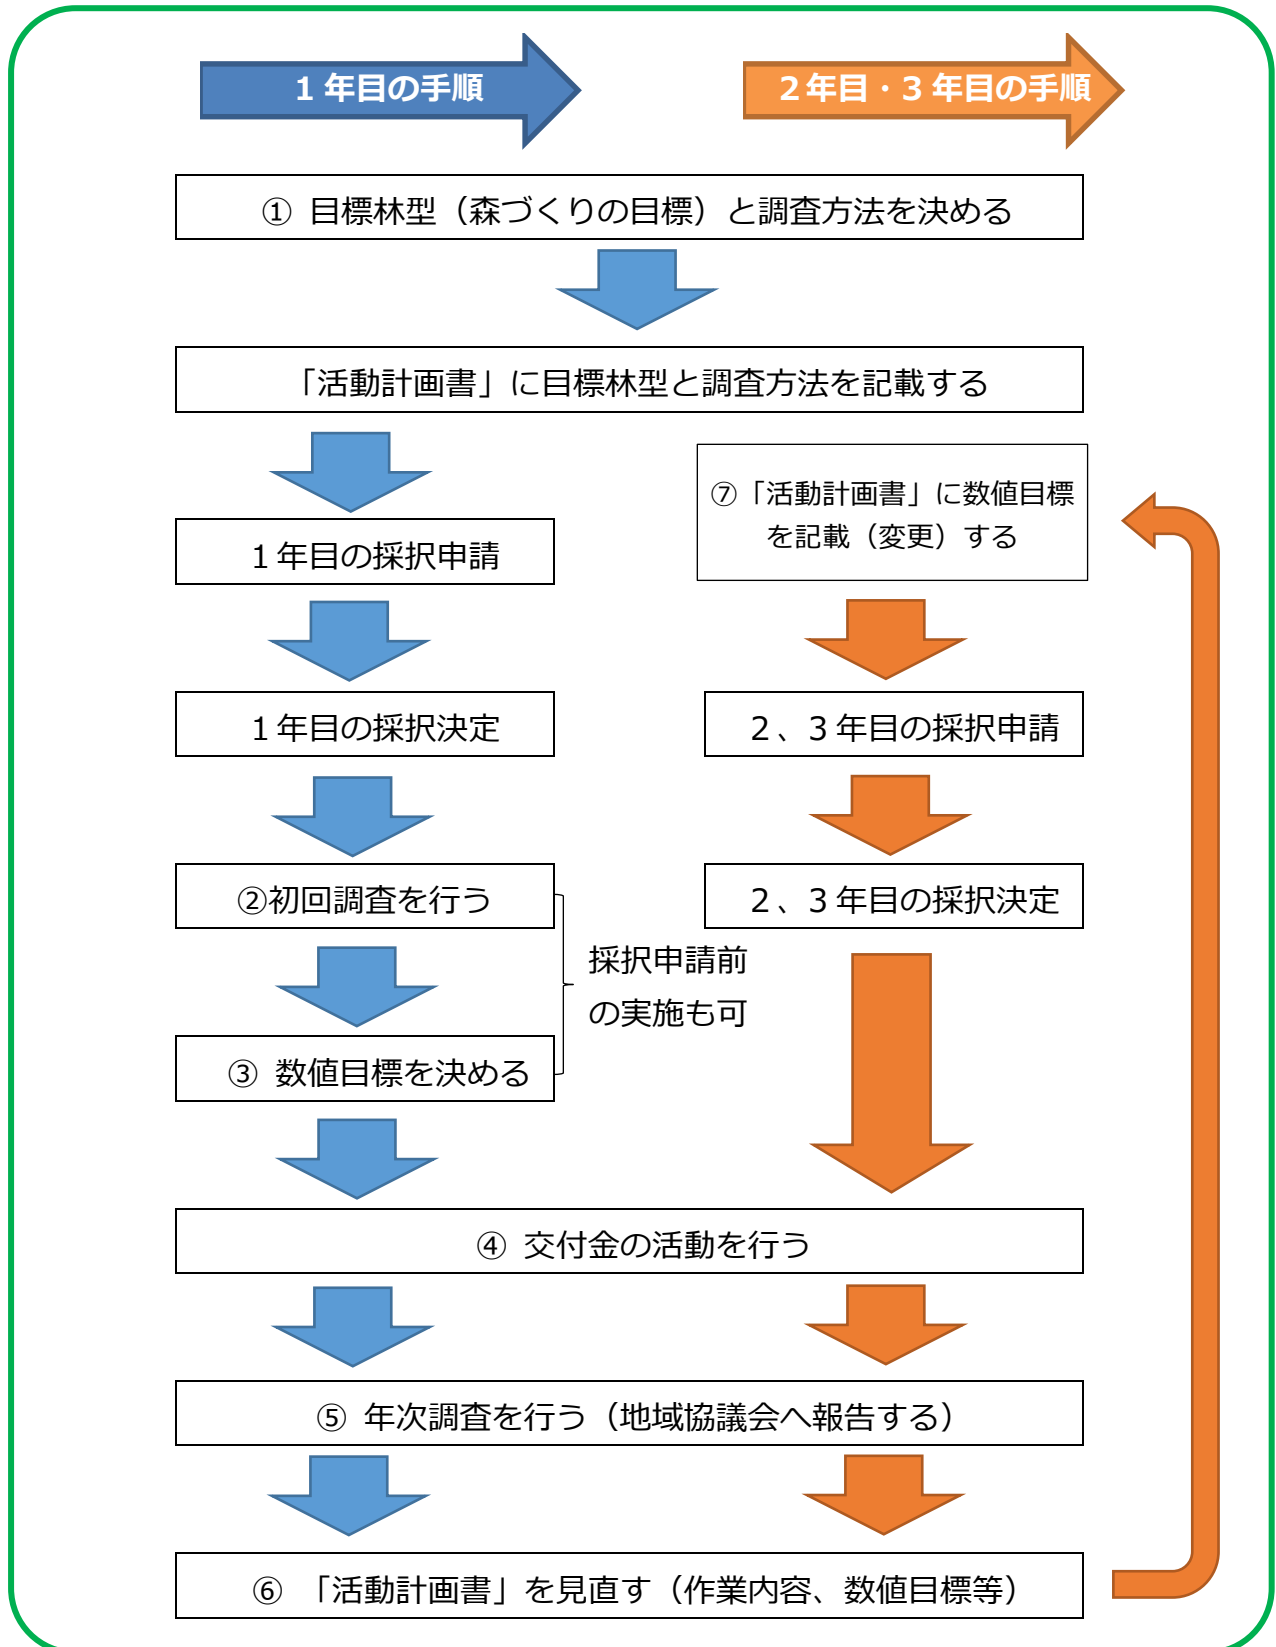 １年目の手順
２年目・３年目の手順
① 目標林型（森づくりの目標）と調査方法を決める
「活動計画書」に目標林型と調査方法を記載する
⑦「活動計画書」に数値目標
を記載（変更）する
１年目の採択申請
１年目の採択決定
２、３年目の採択申請
②初回調査を行う
２、３年目の採択決定
採択申請前
の実施も可
③ 数値目標を決める
④ 交付金の活動を行う
⑤ 年次調査を行う（地域協議会へ報告する）
⑥ 「活動計画書」を見直す（作業内容、数値目標等）